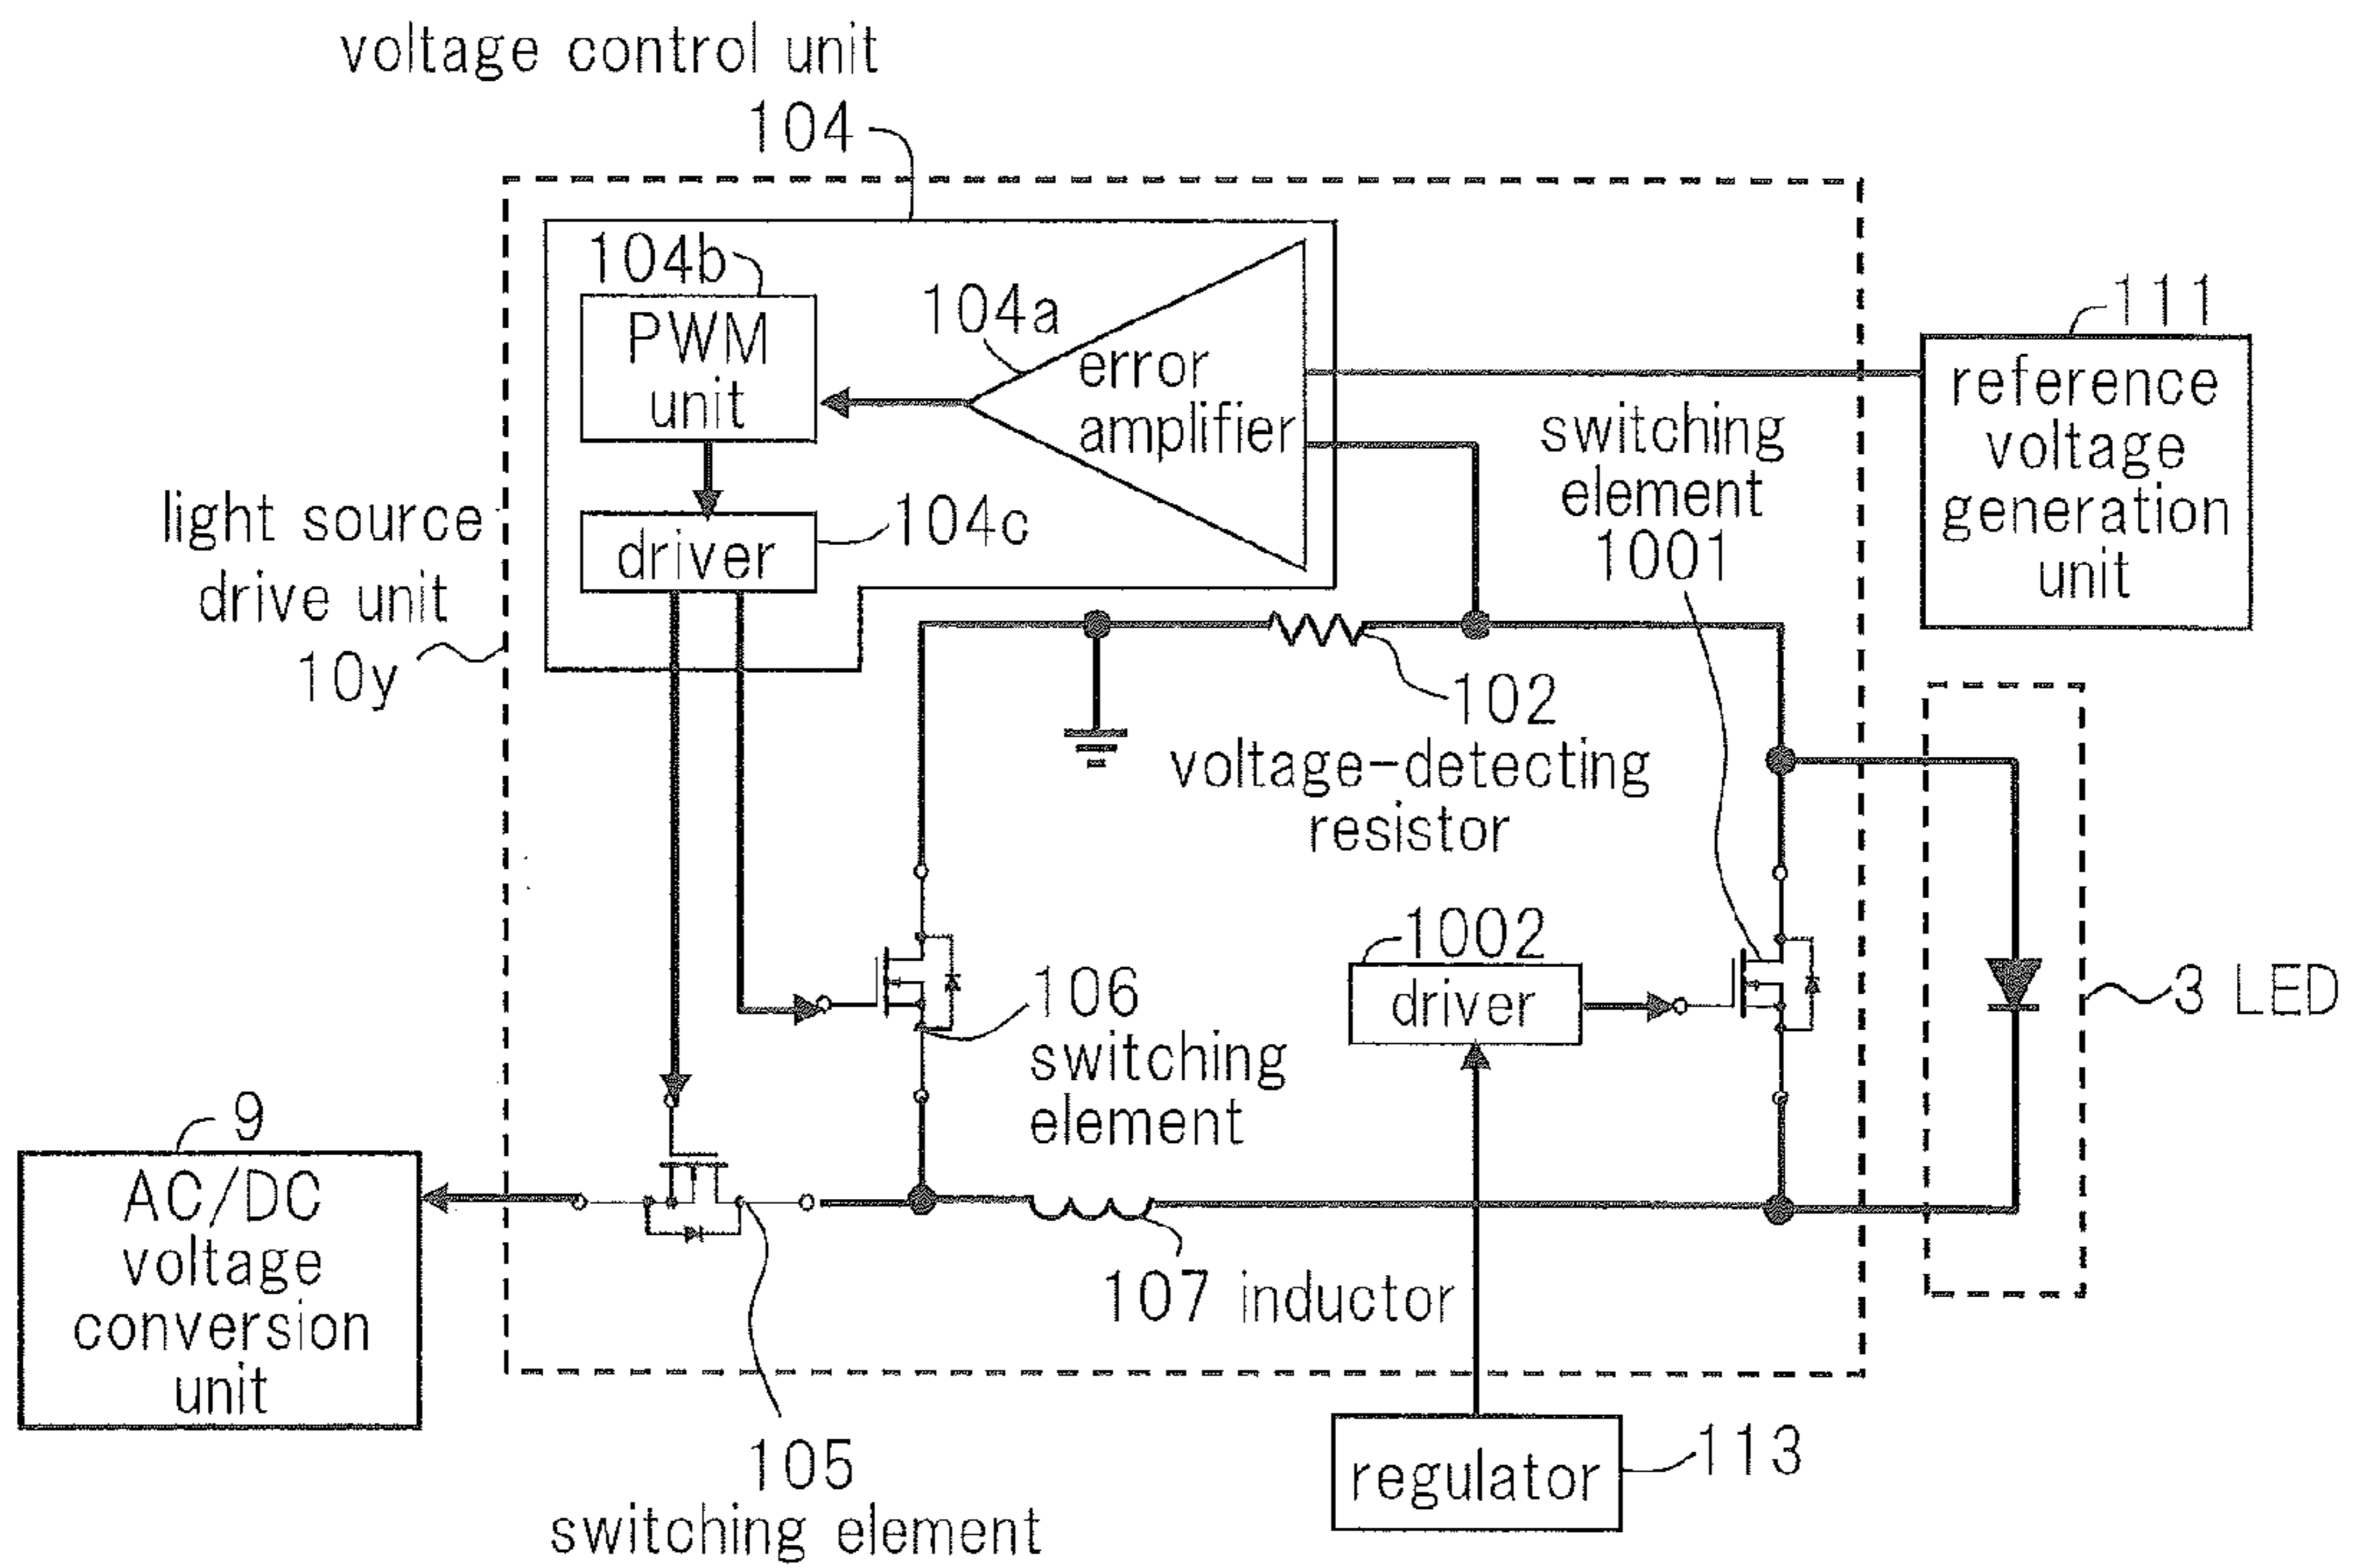 voltage control unit
104
104b
PWM
unit
104a
error
amplifier
111
reference
voltage
generation
unit
switching
element
1001
light source
drive unit
10y
driver
104c
102
voltage-detecting
resistor
1002
driver
106
switching
element
3 LED
9
AC/DC
voltage
conversion
unit
107 inductor
105
switching element
regulator
113